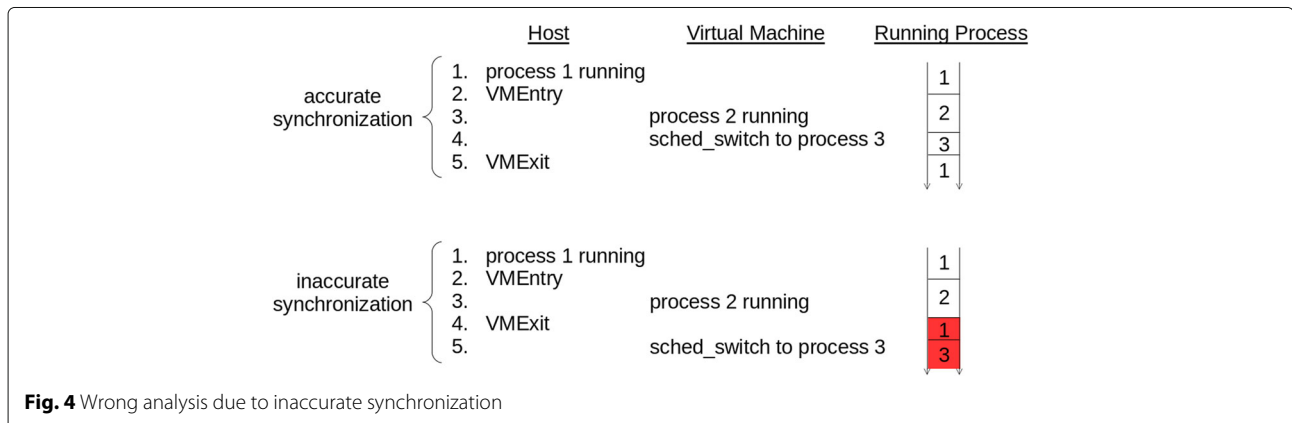 Host Virtual Machine Running Process
1. process 1 running 1
accurate 2. VMEntry
synchronization 3. process 2 running 2
4. sched_switch to process 3 3
5. VMExit 1
1. process 1 running 1
inaccurate 2. VMEntry
synchronization 3. process 2 running 2
4. VMExit 1
5. sched_switch to process 3 3
Fig. 4 Wrong analysis due to inaccurate synchronization